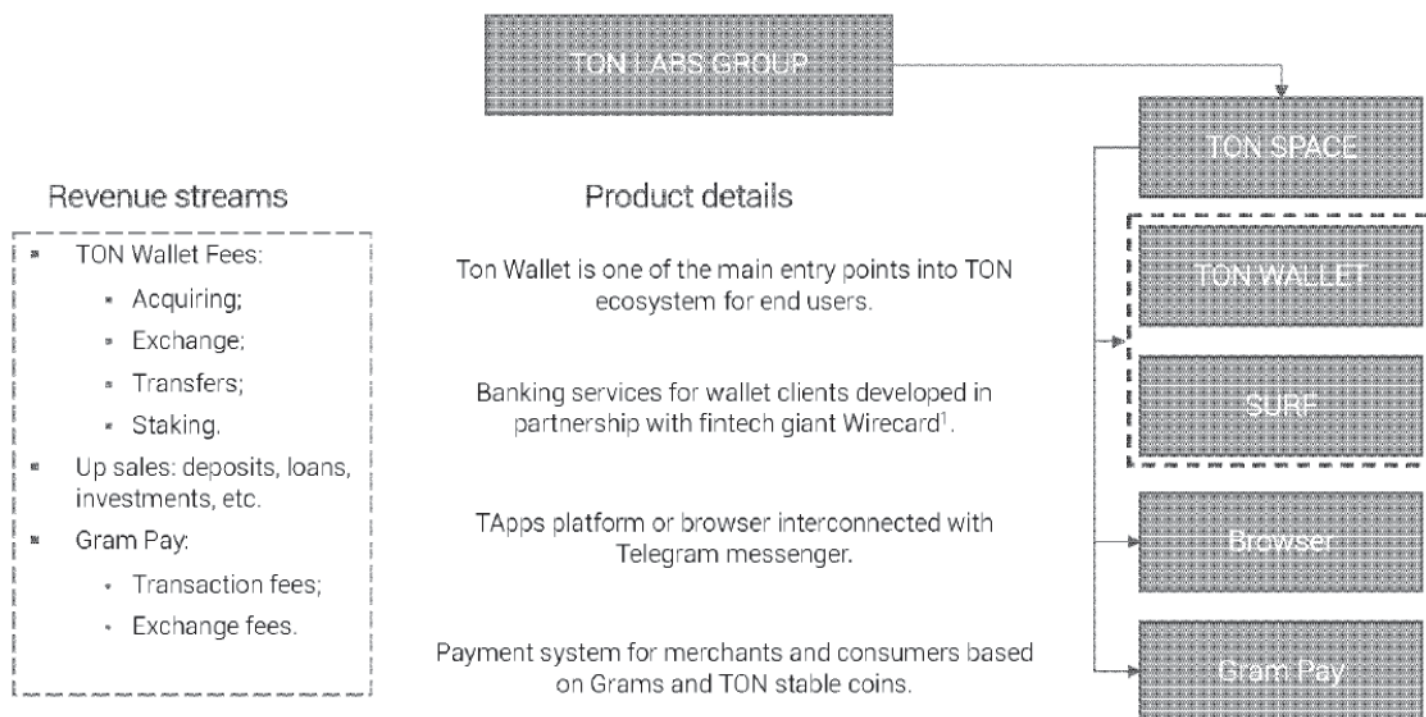 TON LABS GROUP
TON SPACE
Revenue streams
TON Wallet Fees:
Acquiring;
Exchange;
Transfers;
Staking.
Up sales: deposits, loans,
investments, etc.
Gram Pay:
Transaction fees;
Exchange fees.
Product details
Ton Wallet is one of the main entry points into TON
ecosystem for end users.
Banking services for wallet clients developed in
partnership with fintech giant Wirecard¹.
TApps platform or browser interconnected with
Telegram messenger.
Payment system for merchants and consumers based
on Grams and TON stable coins.
TON WALLET
SURF
Browser
Gram Pay